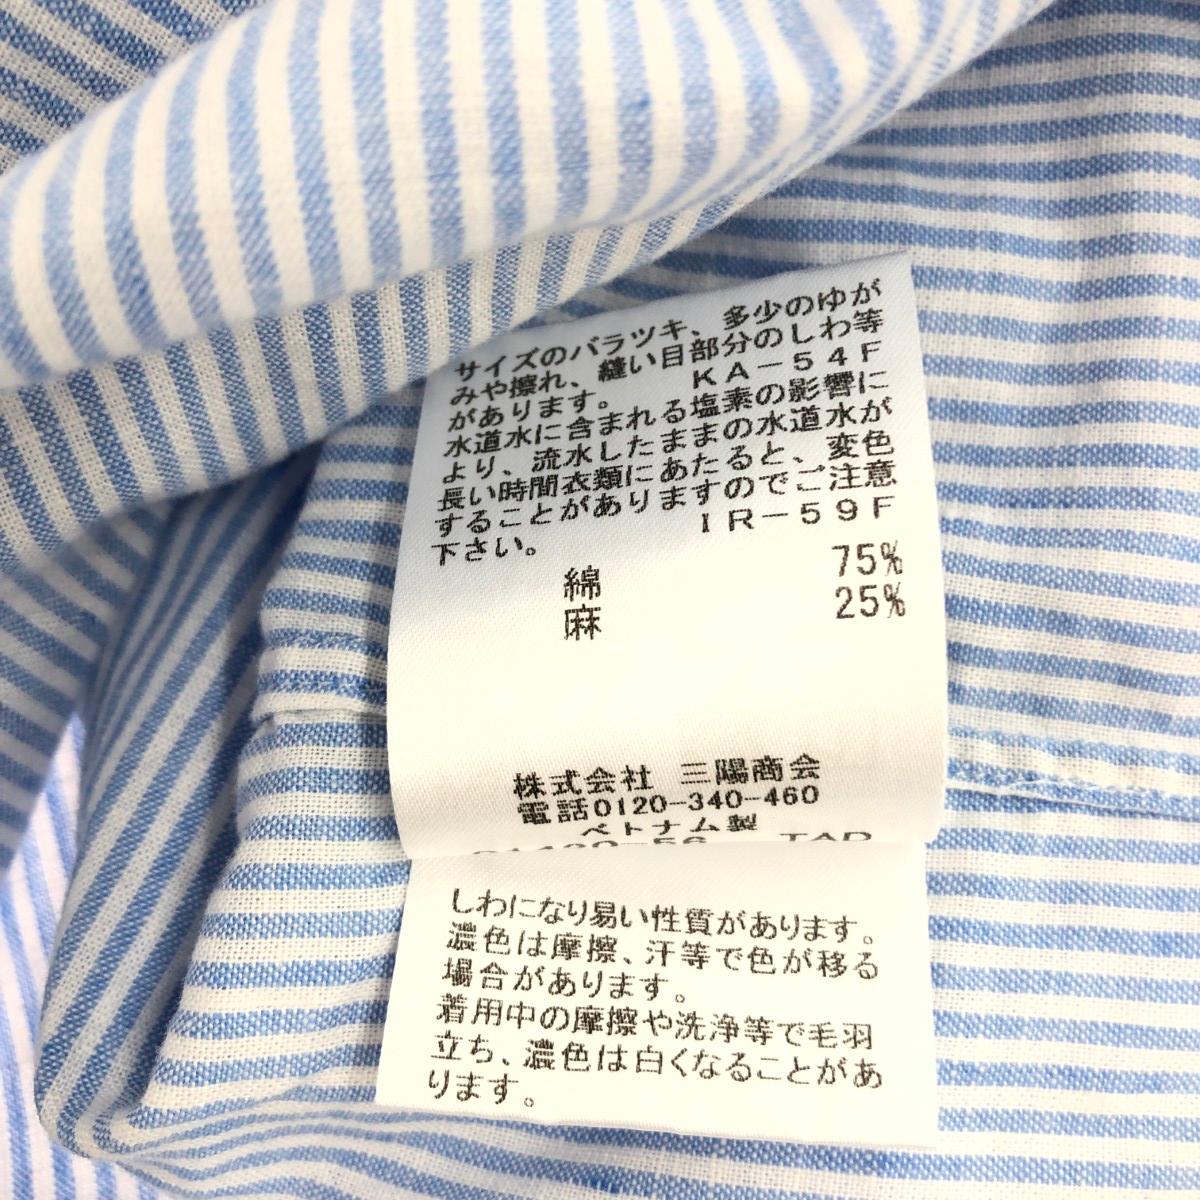 サイズのバラツキ、多少のゆが
みや擦れ、縫い目部分のしわ等
があります。 KA-54F
水道水に含まれる塩素の影響に
より、流水したままの水道水が
長い時間衣類にあたると、変色
することがありますのでご注意
下さい。 IR-59F
綿 75%
麻 25%
株式会社 三陽商会
電話0120-340-460
ベトナム製
しわになり易い性質があります。
濃色は摩擦、汗等で色が移る
場合があります。
着用中の摩擦や洗浄等で毛羽
立ち、濃色は白くなることがあ
ります。